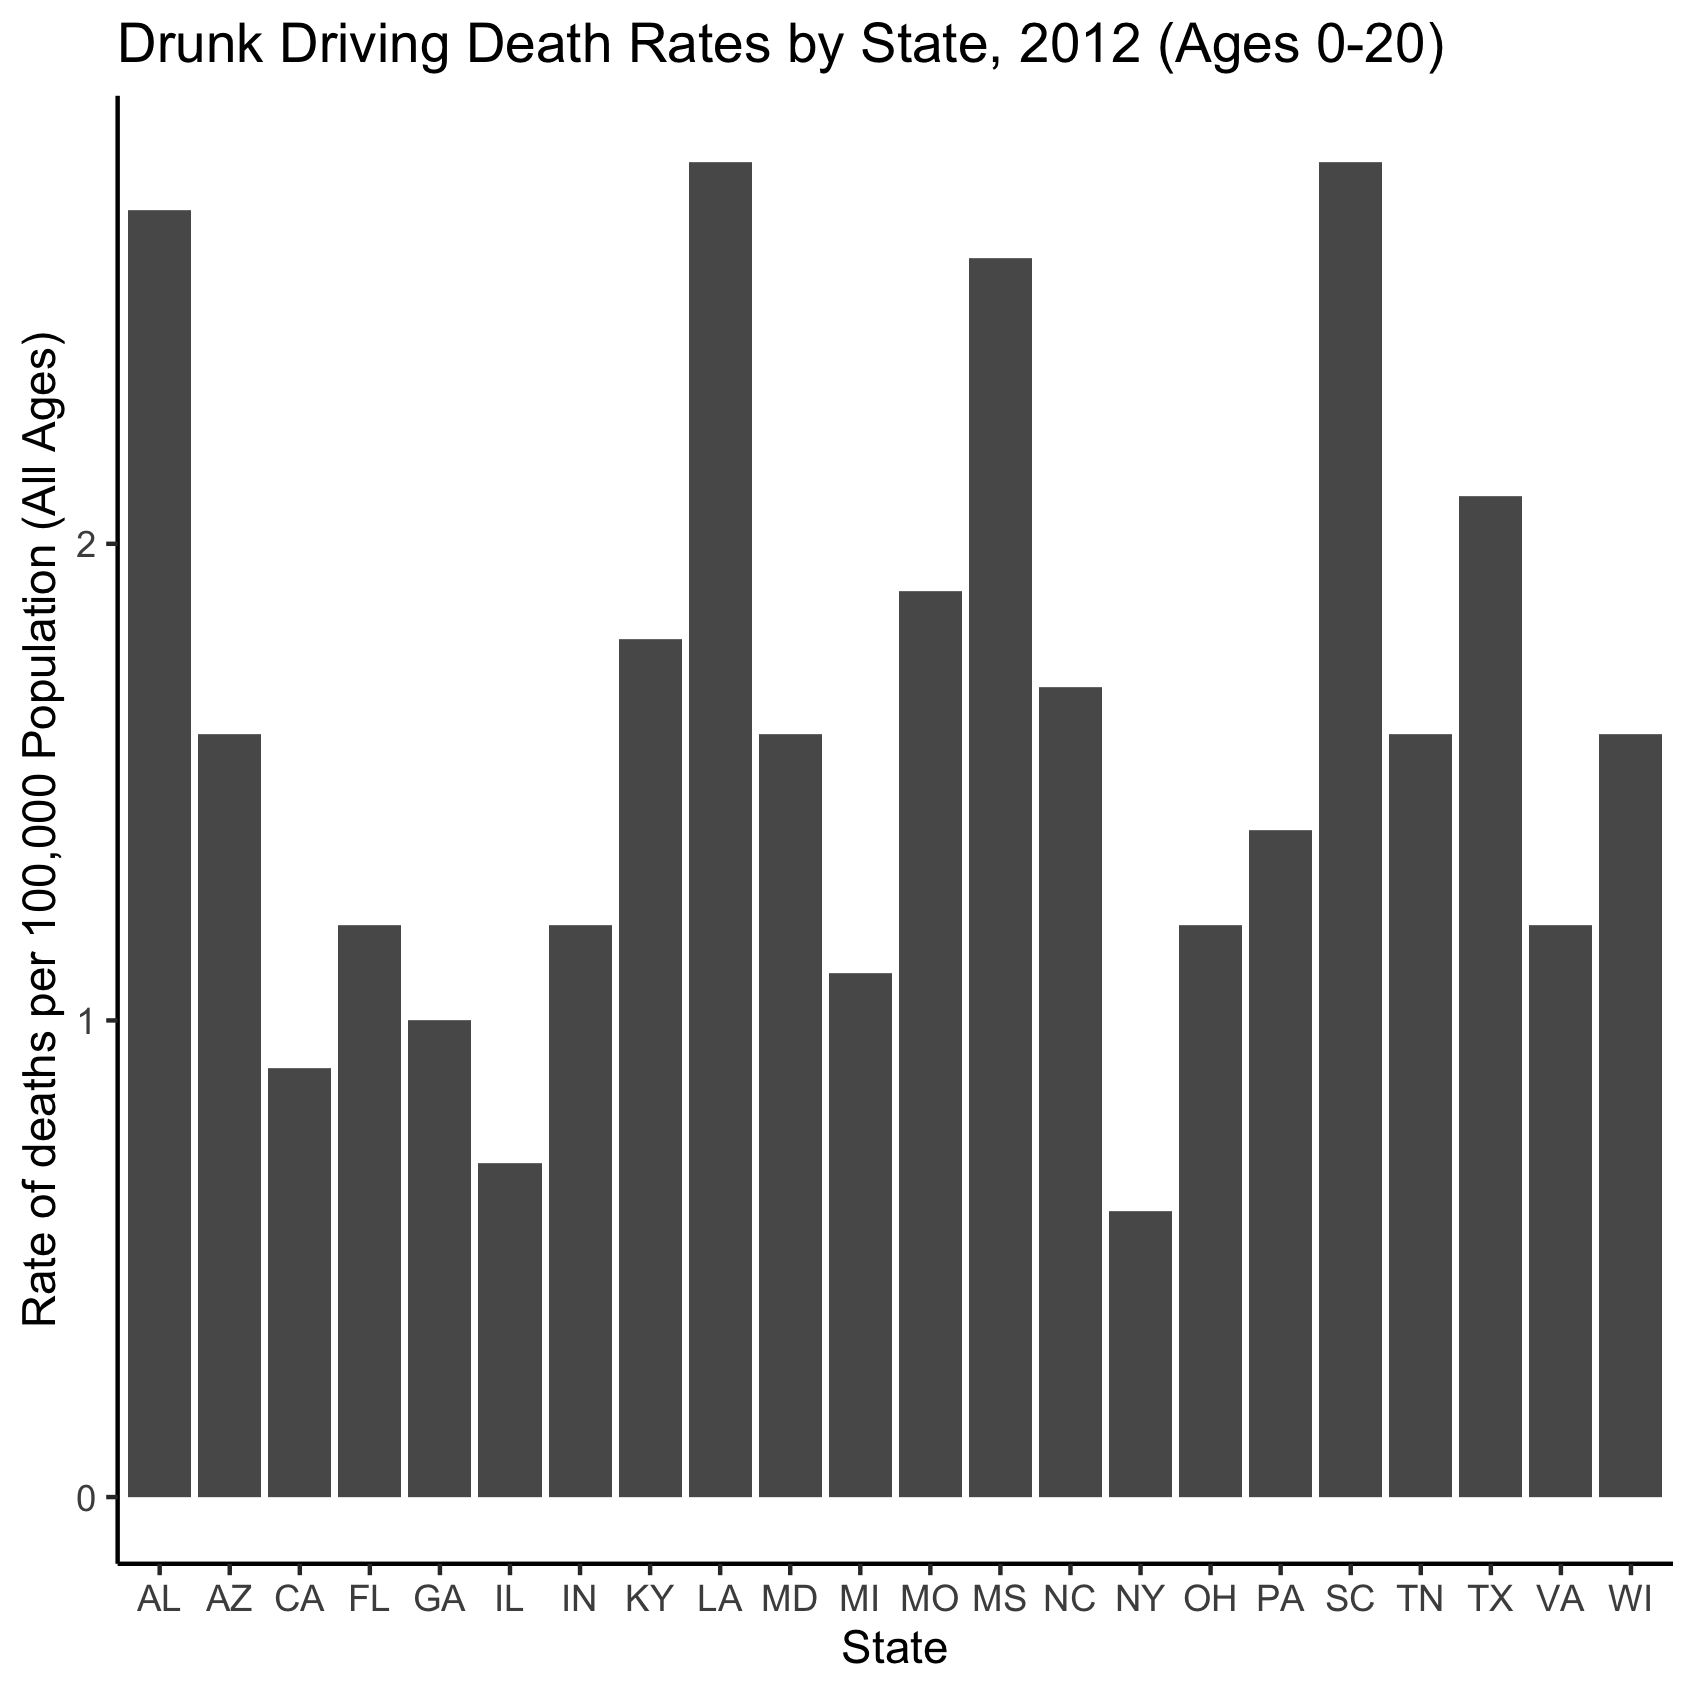 Drunk Driving Death Rates by State, 2012 (Ages 0-20)
Rate of deaths per 100,000 Population (All Ages)
2
1
0
AL AZ CA FL GA IL IN KY LA MD MI MO MS NC NY OH PA SC TN TX VA WI
State